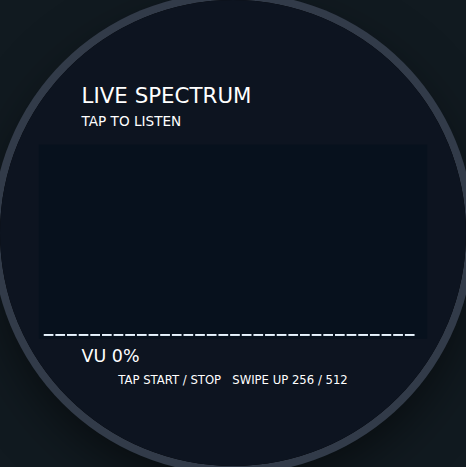 LIVE SPECTRUM
TAP TO LISTEN
VU 0%
TAP START / STOP SWIPE UP 256 / 512